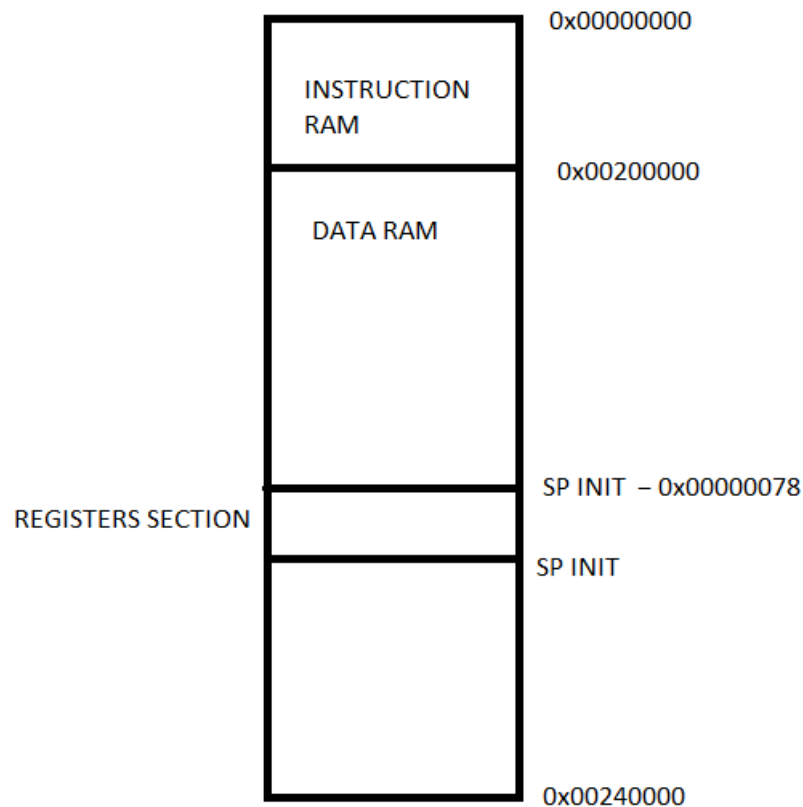 0x00000000
INSTRUCTION
RAM
0x00200000
DATA RAM
SP INIT – 0x00000078
REGISTERS SECTION
SP INIT
0x00240000